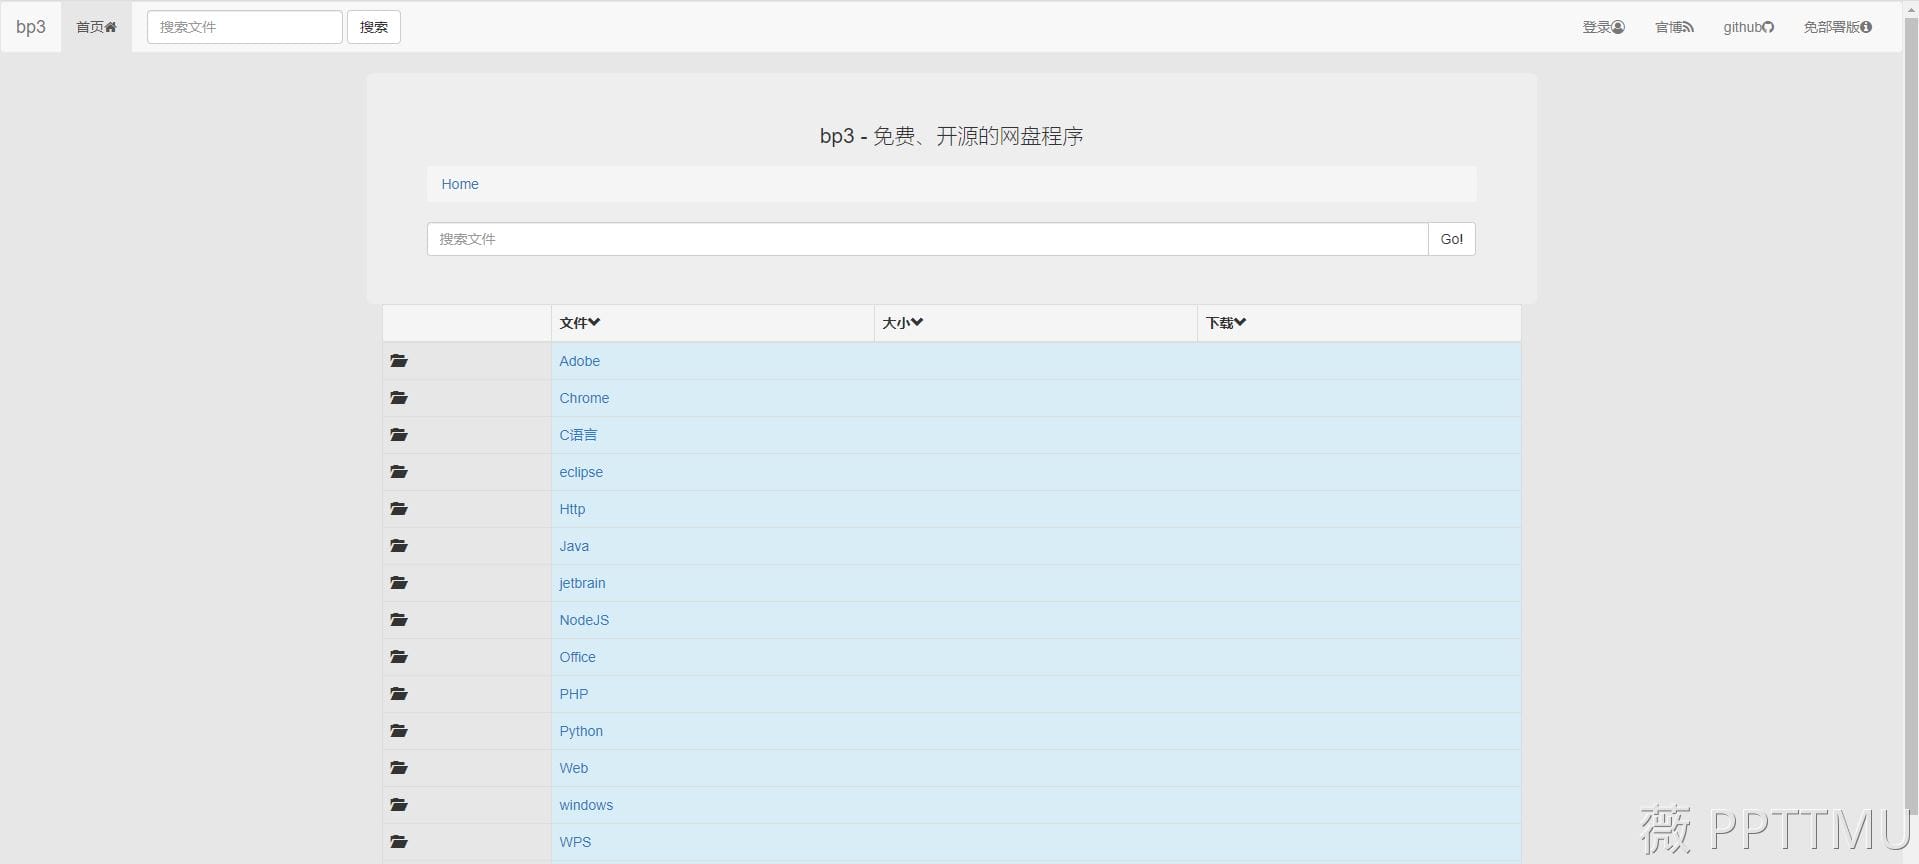 bp3 首页 搜索文件 搜索 登录 官博 github 免部署版
bp3 - 免费、开源的网盘程序
Home
搜索文件 Go!
文件 大小 下载
Adobe
Chrome
C语言
eclipse
Http
Java
jetbrain
NodeJS
Office
PHP
Python
Web
windows
WPS
薇 PPTTMU